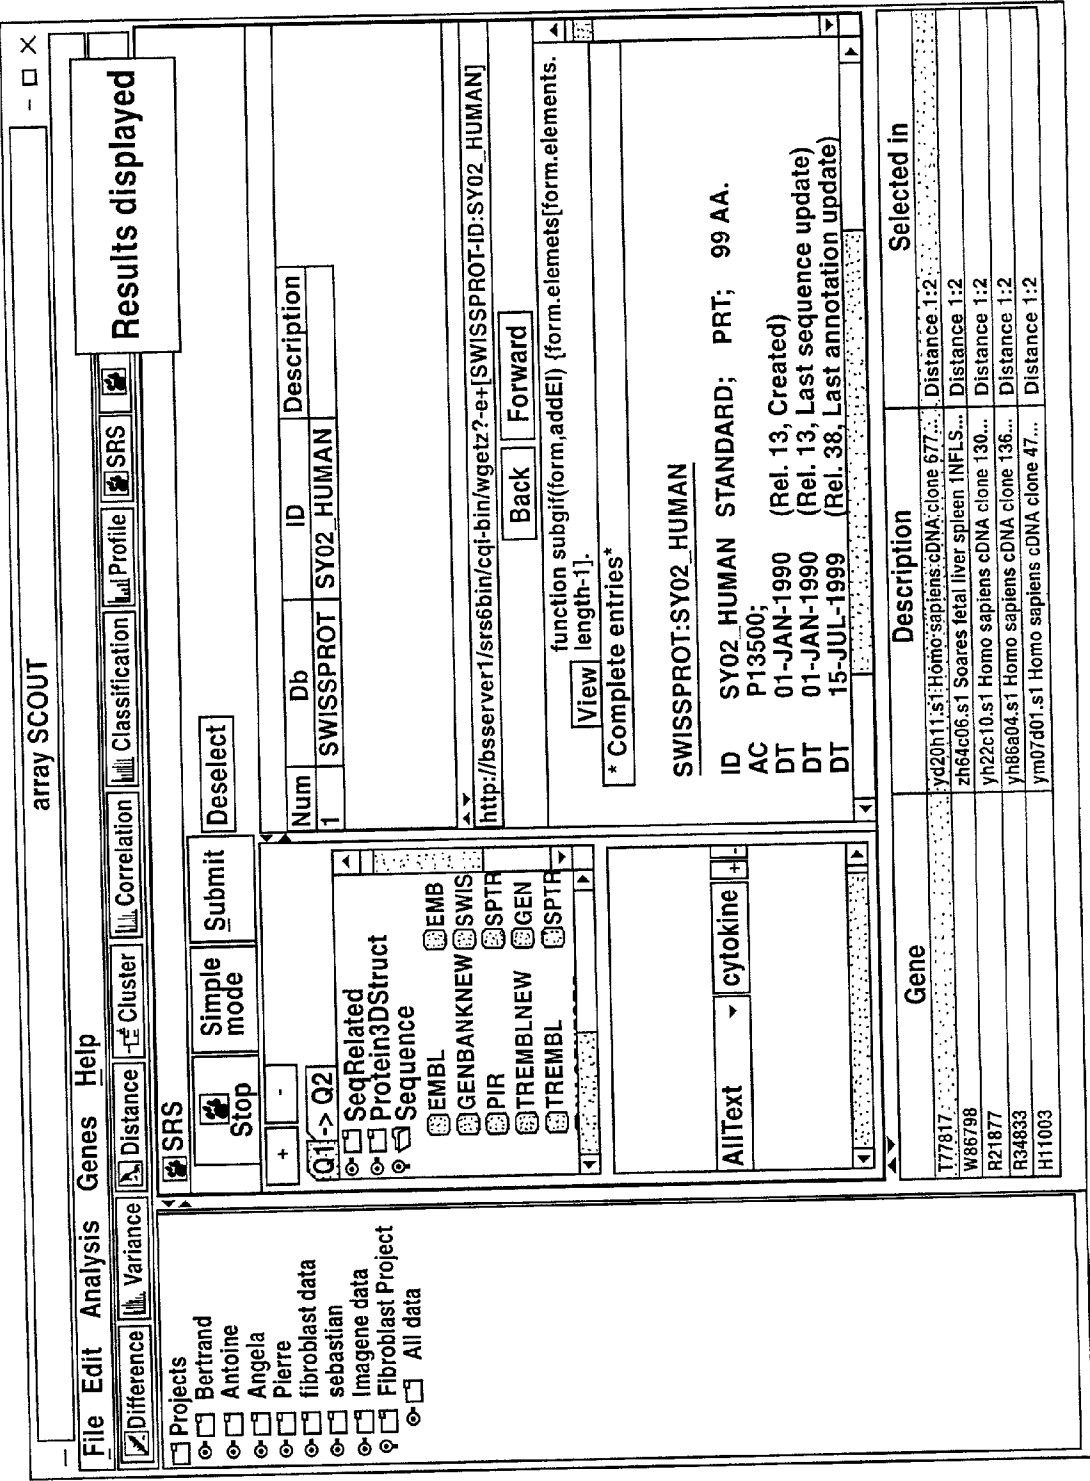 array SCOUT
Results displayed
File Edit Analysis Genes Help
Difference Variance Distance Cluster Correlation Classification Profile SRS
Projects
Bertrand
Antoine
Angela
Pierre
fibroblast data
sebastian
Imagene data
Fibroblast Project
All data
SRS
Stop
Simple
mode
Submit
Deselect
+ -
Q1 -> Q2
SeqRelated
Protein3DStruct
Sequence
EMBL EMB
GENBANKNEW SWIS
PIR SPTR
TREMBLNEW GEN
TREMBL SPTR
AllText cytokine + -
Num Db ID Description
1 SWISSPROT SY02_HUMAN
http://bsserver1/srs6bin/cqi-bin/wgetz?-e+[SWISSPROT-ID:SY02_HUMAN]
Back Forward
function subgif(form,addEl) {form.elemets[form.elements.
View length-1].
* Complete entries*
SWISSPROT:SY02_HUMAN
ID SY02_HUMAN STANDARD; PRT; 99 AA.
AC P13500;
DT 01-JAN-1990 (Rel. 13, Created)
DT 01-JAN-1990 (Rel. 13, Last sequence update)
DT 15-JUL-1999 (Rel. 38, Last annotation update)
Gene Description Selected in
T77817 yd20h11.s1 Homo sapiens cDNA clone 677... Distance 1:2
W86798 zh64c06.s1 Soares fetal liver spleen 1NFLS... Distance 1:2
R21877 yh22c10.s1 Homo sapiens cDNA clone 130... Distance 1:2
R34833 yh86a04.s1 Homo sapiens cDNA clone 136... Distance 1:2
H11003 ym07d01.s1 Homo sapiens cDNA clone 47... Distance 1:2